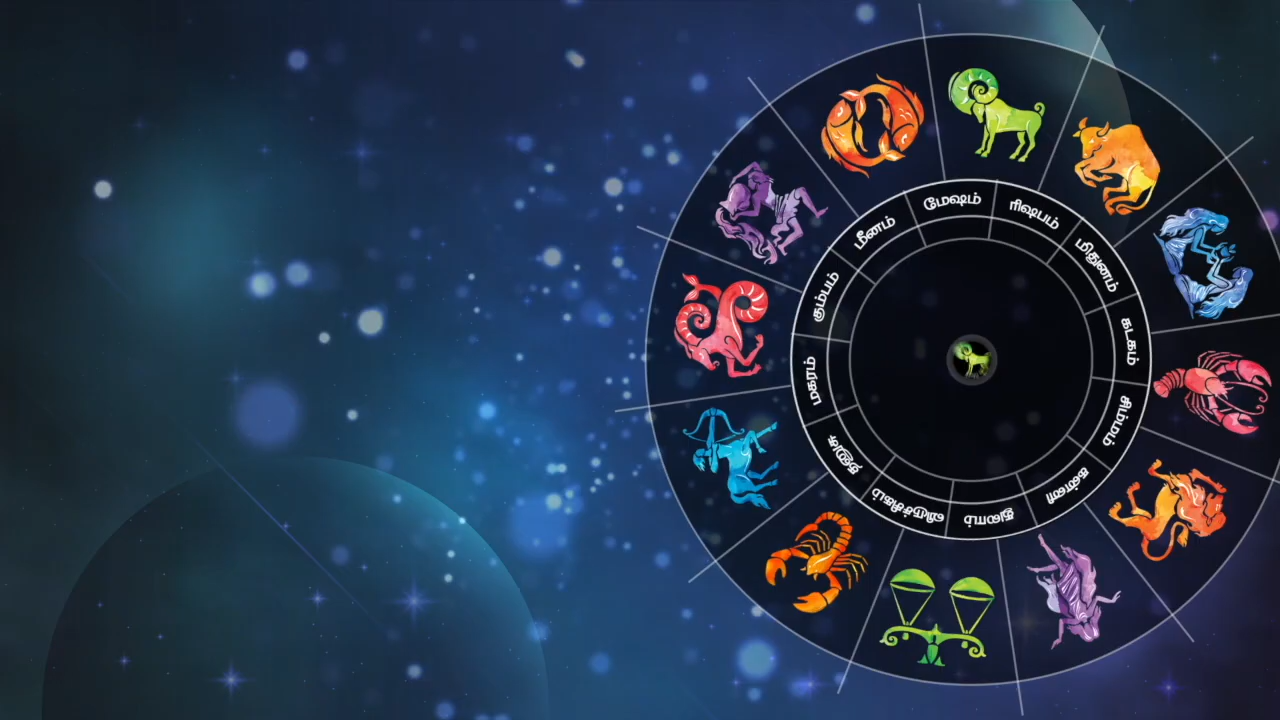 மேஷம்
ரிஷபம்
மிதுனம்
கடகம்
சிம்மம்
கன்னி
துலாம்
விருச்சிகம்
தனுசு
மகரம்
கும்பம்
மீனம்